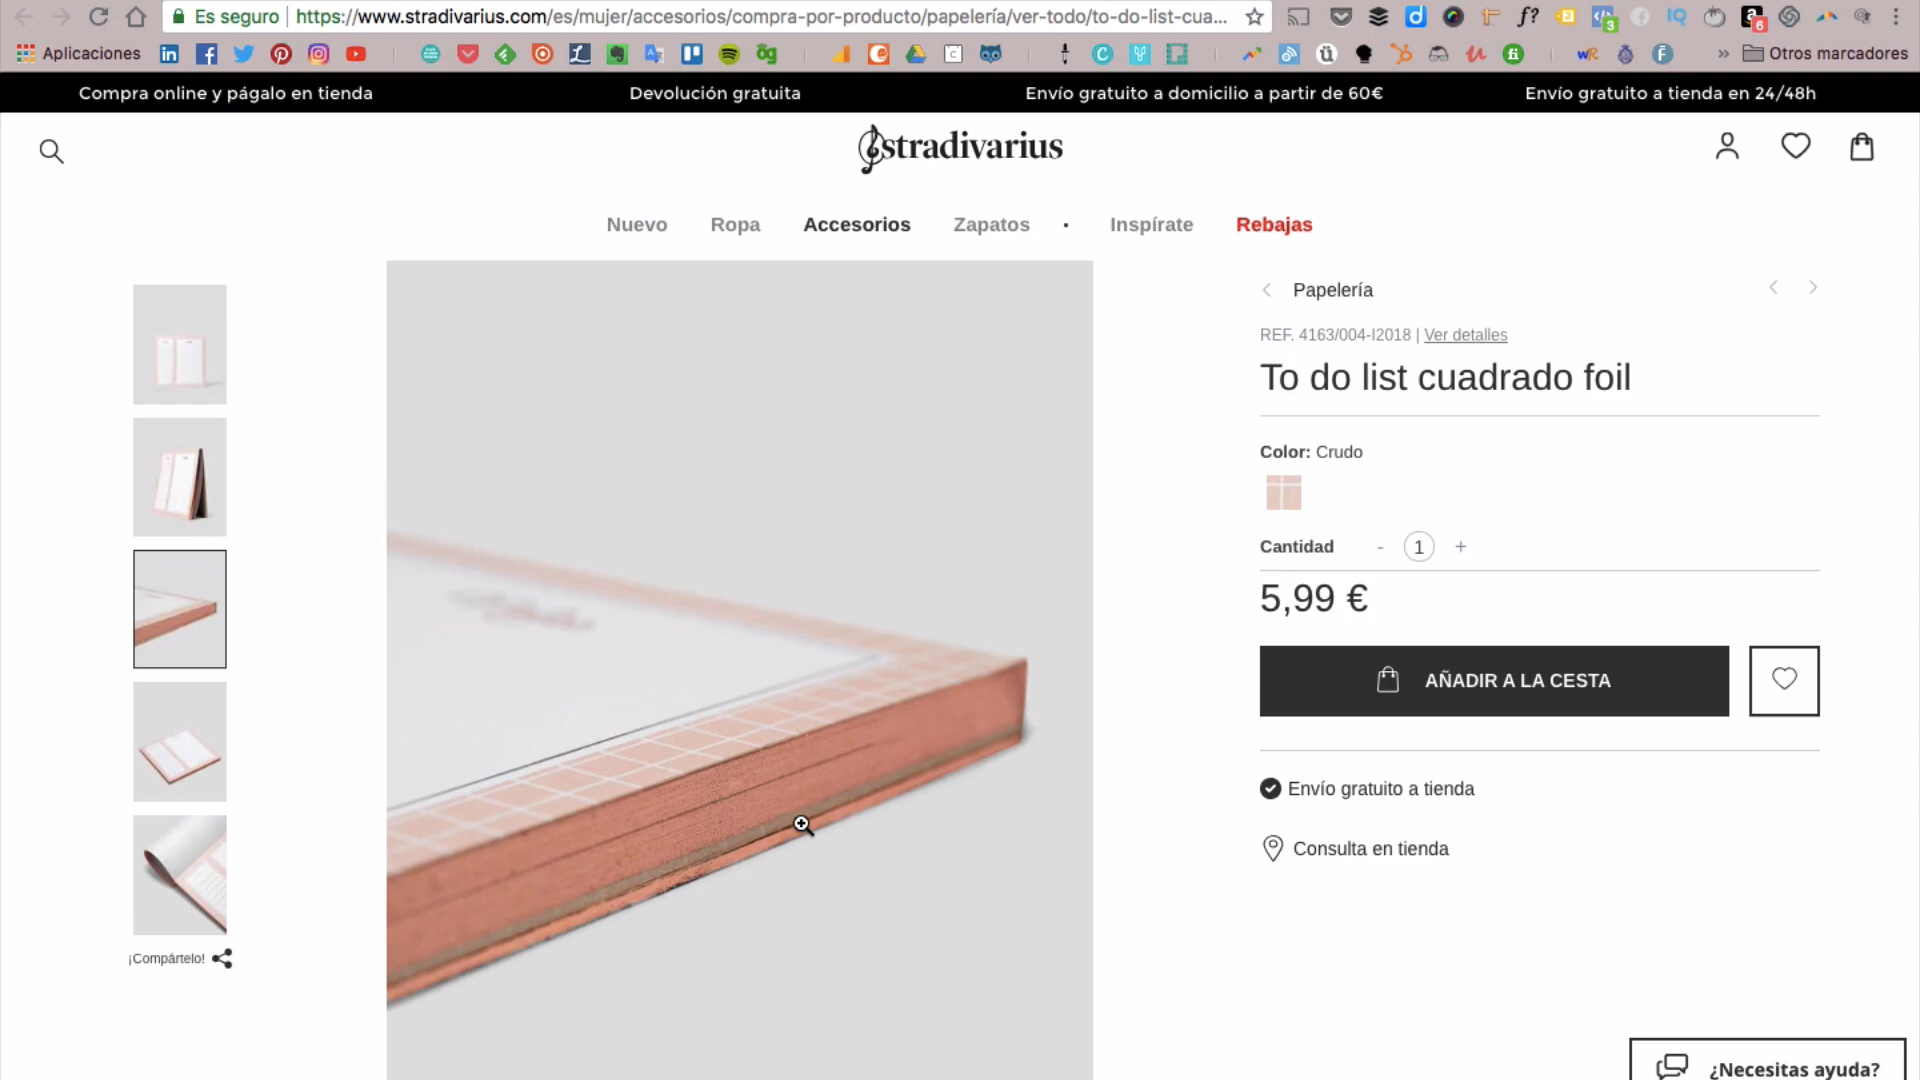 Es seguro
https://www.stradivarius.com/es/mujer/accesorios/compra-por-producto/papelería/ver-todo/to-do-list-cua...
Aplicaciones
Otros marcadores
Compra online y págalo en tienda
Devolución gratuita
Envío gratuito a domicilio a partir de 60€
Envío gratuito a tienda en 24/48h
stradivarius
Nuevo
Ropa
Accesorios
Zapatos
Inspírate
Rebajas
Papelería
REF. 4163/004-I2018 | Ver detalles
To do list cuadrado foil
Color: Crudo
Cantidad - 1 +
5,99 €
AÑADIR A LA CESTA
Envío gratuito a tienda
Consulta en tienda
¡Compártelo!
¿Necesitas ayuda?